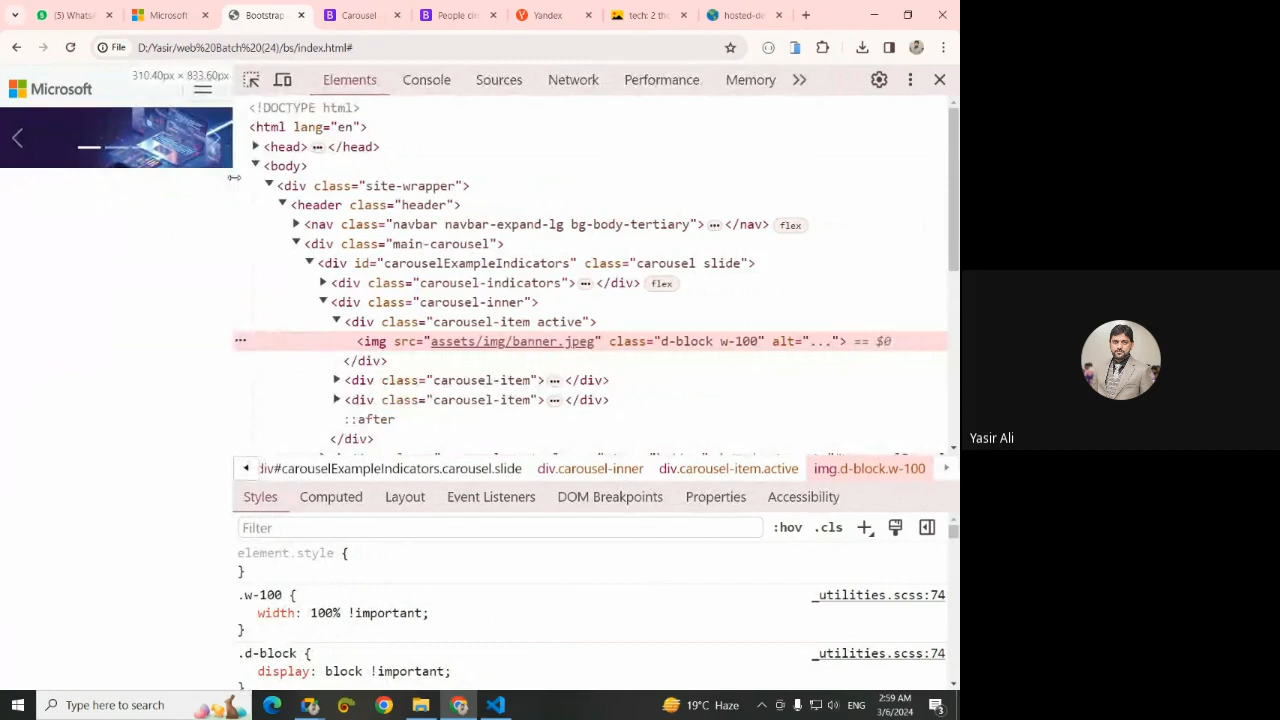 (5) Whats/
Microsoft
Bootstrap
Carousel
People cir
Yandex
tech: 2 tho
hosted-de
File
D:/Yasir/web%20Batch%20(24)/bs/index.html#
310.40px × 833.60px
Microsoft
Elements
Console
Sources
Network
Performance
Memory
<!DOCTYPE html>
<html lang="en">
<head> ••• </head>
<body>
<div class="site-wrapper">
<header class="header">
<nav class="navbar navbar-expand-lg bg-body-tertiary"> ••• </nav> flex
<div class="main-carousel">
<div id="carouselExampleIndicators" class="carousel slide">
<div class="carousel-indicators"> ••• </div> flex
<div class="carousel-inner">
<div class="carousel-item active">
<img src="assets/img/banner.jpeg" class="d-block w-100" alt="..."> == $0
</div>
<div class="carousel-item"> ••• </div>
<div class="carousel-item"> ••• </div>
::after
</div>
div#carouselExampleIndicators.carousel.slide div.carousel-inner div.carousel-item.active img.d-block.w-100
Styles Computed Layout Event Listeners DOM Breakpoints Properties Accessibility
Filter
:hov .cls
element.style {
}
.w-100 {
_utilities.scss:74
width: 100% !important;
}
.d-block {
_utilities.scss:74
display: block !important;
}
Yasir Ali
Type here to search
19°C Haze
ENG
2:59 AM
3/6/2024
3